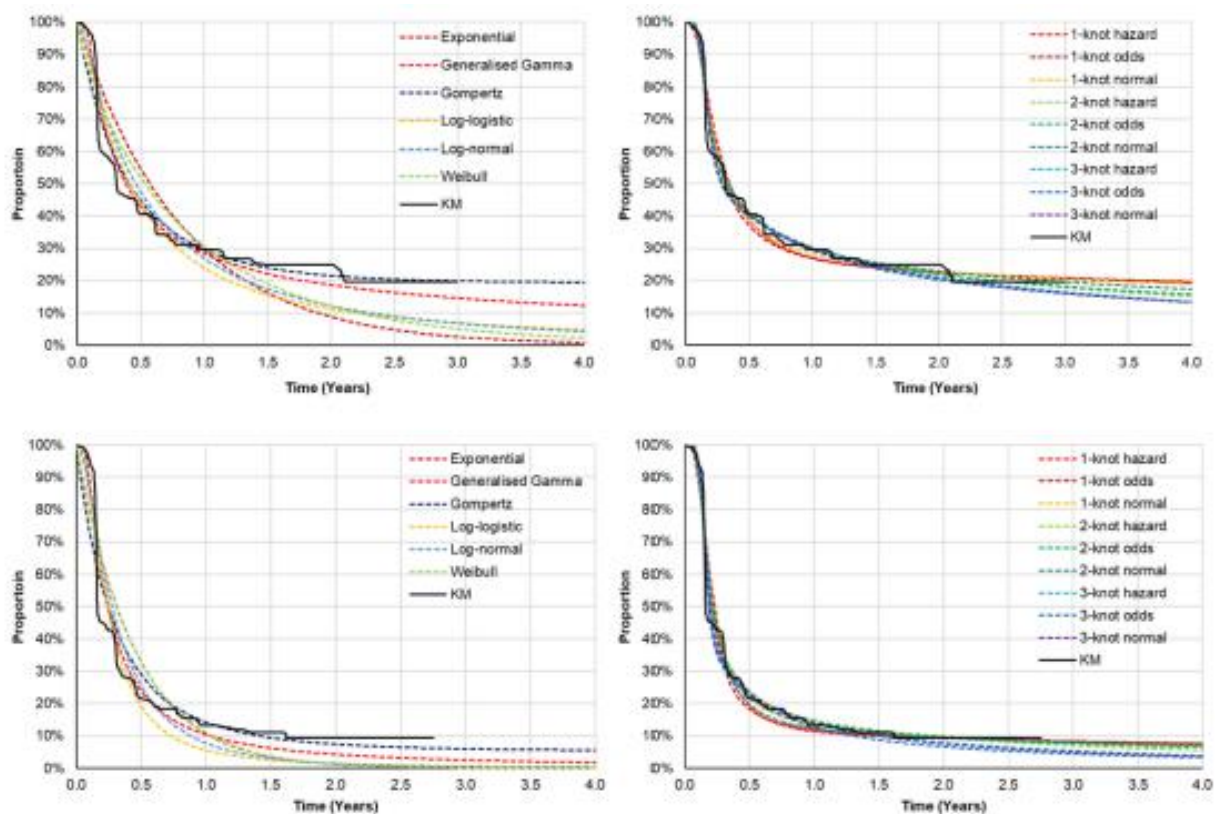 100%
90%
80%
70%
60%
50%
40%
30%
20%
10%
0%
Proportoin
0.0 0.5 1.0 1.5 2.0 2.5 3.0 3.5 4.0
Time (Years)
Exponential
Generalised Gamma
Gompertz
Log-logistic
Log-normal
Weibull
KM
100%
90%
80%
70%
60%
50%
40%
30%
20%
10%
0%
Proportion
0.0 0.5 1.0 1.5 2.0 2.5 3.0 3.5 4.0
Time (Years)
1-knot hazard
1-knot odds
1-knot normal
2-knot hazard
2-knot odds
2-knot normal
3-knot hazard
3-knot odds
3-knot normal
KM
100%
90%
80%
70%
60%
50%
40%
30%
20%
10%
0%
Proportoin
0.0 0.5 1.0 1.5 2.0 2.5 3.0 3.5 4.0
Time (Years)
Exponential
Generalised Gamma
Gompertz
Log-logistic
Log-normal
Weibull
KM
100%
90%
80%
70%
60%
50%
40%
30%
20%
10%
0%
Proportion
0.0 0.5 1.0 1.5 2.0 2.5 3.0 3.5 4.0
Time (Years)
1-knot hazard
1-knot odds
1-knot normal
2-knot hazard
2-knot odds
2-knot normal
3-knot hazard
3-knot odds
3-knot normal
KM